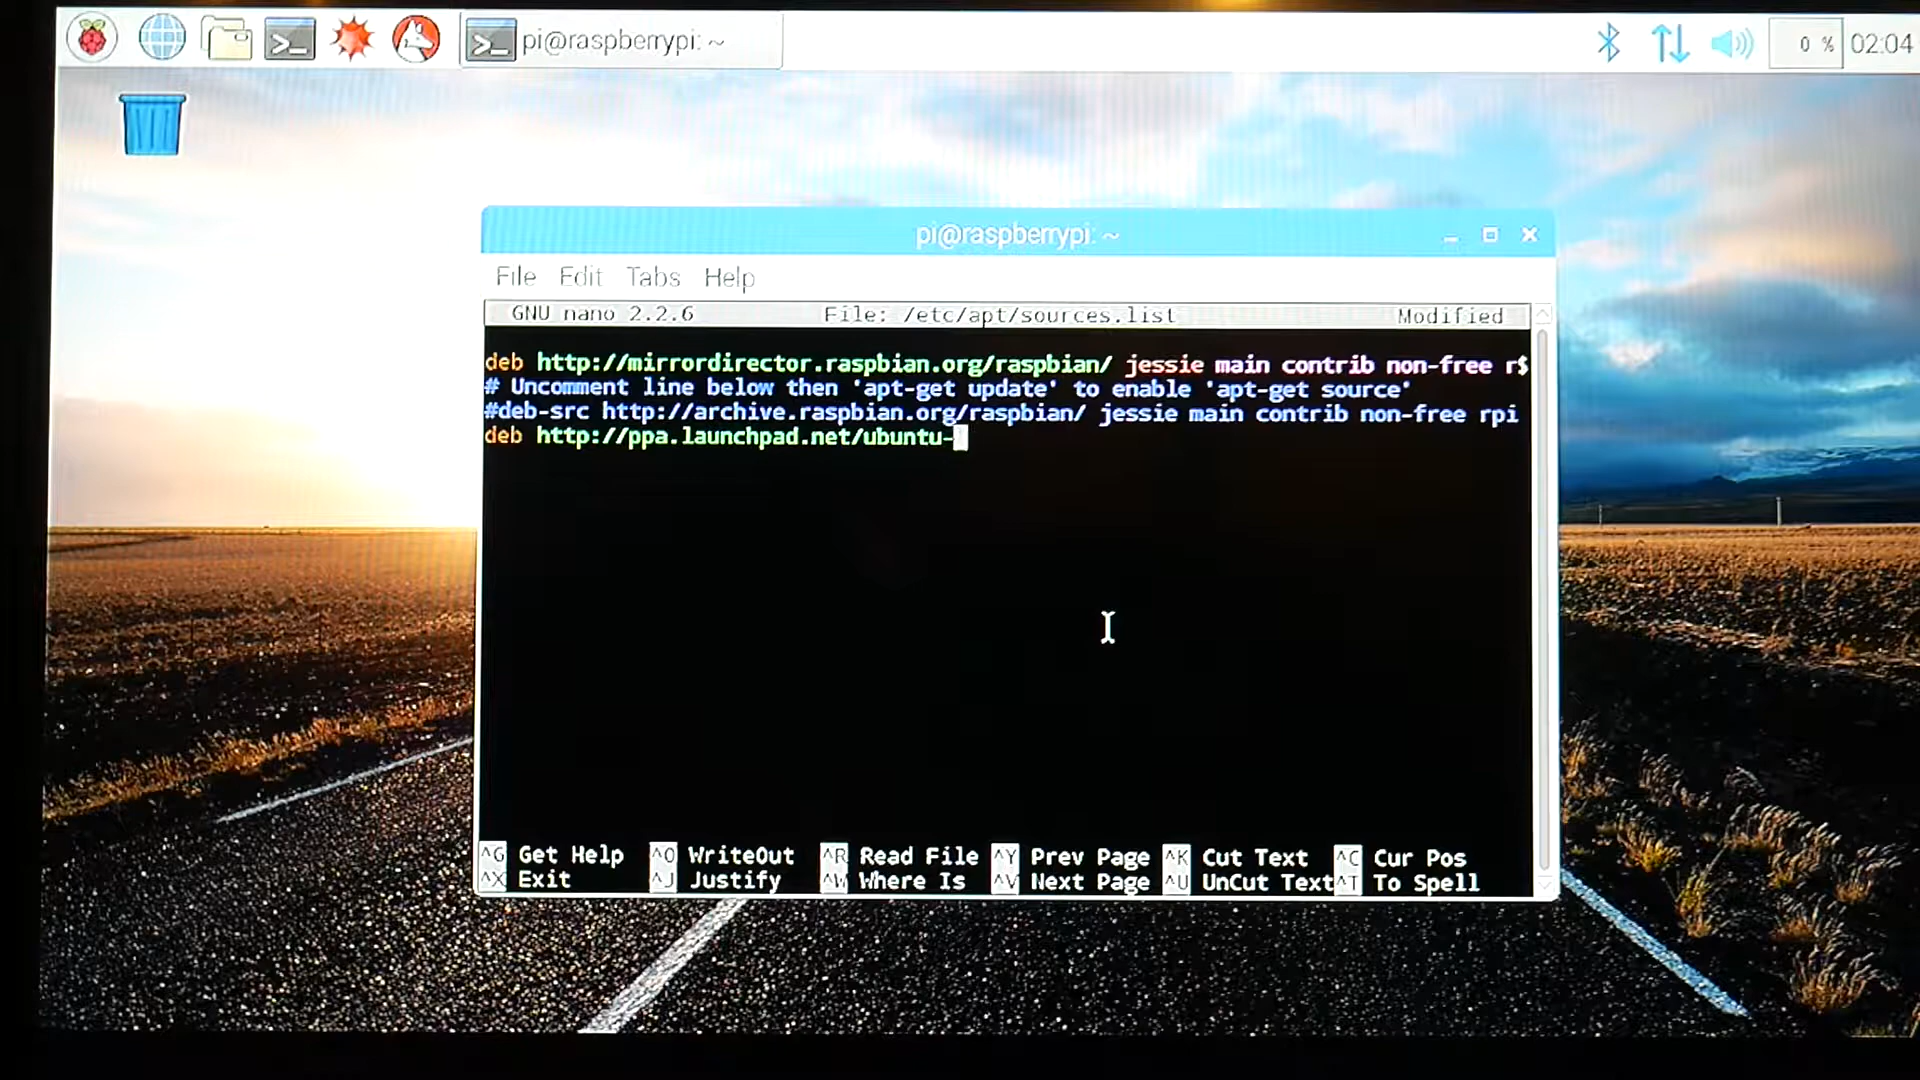 pi@raspberrypi: ~
0 %
02:04
pi@raspberrypi: ~
File Edit Tabs Help
GNU nano 2.2.6 File: /etc/apt/sources.list Modified
deb http://mirrordirector.raspbian.org/raspbian/ jessie main contrib non-free r$
# Uncomment line below then 'apt-get update' to enable 'apt-get source'
#deb-src http://archive.raspbian.org/raspbian/ jessie main contrib non-free rpi
deb http://ppa.launchpad.net/ubuntu-
^G Get Help ^O WriteOut ^R Read File ^Y Prev Page ^K Cut Text ^C Cur Pos
^X Exit ^J Justify ^W Where Is ^V Next Page ^U UnCut Text ^T To Spell